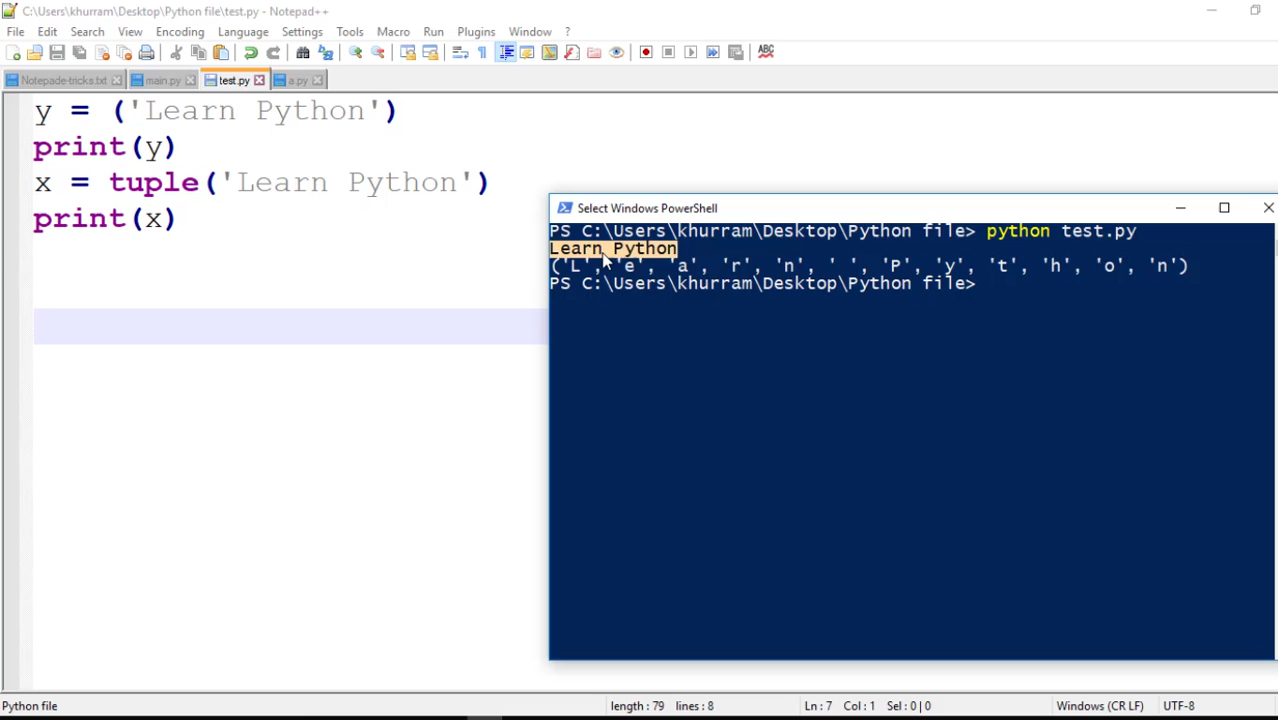 C:\Users\khurram\Desktop\Python file\test.py - Notepad++
File Edit Search View Encoding Language Settings Tools Macro Run Plugins Window ?
ABC
Notepade-tricks.txt main.py test.py a.py
y = ('Learn Python')
print(y)
x = tuple('Learn Python')
print(x)
Select Windows PowerShell
PS C:\Users\khurram\Desktop\Python file> python test.py
Learn Python
('L', 'e', 'a', 'r', 'n', ' ', 'P', 'y', 't', 'h', 'o', 'n')
PS C:\Users\khurram\Desktop\Python file>
Python file length : 79 lines : 8 Ln : 7 Col : 1 Sel : 0 | 0 Windows (CR LF) UTF-8